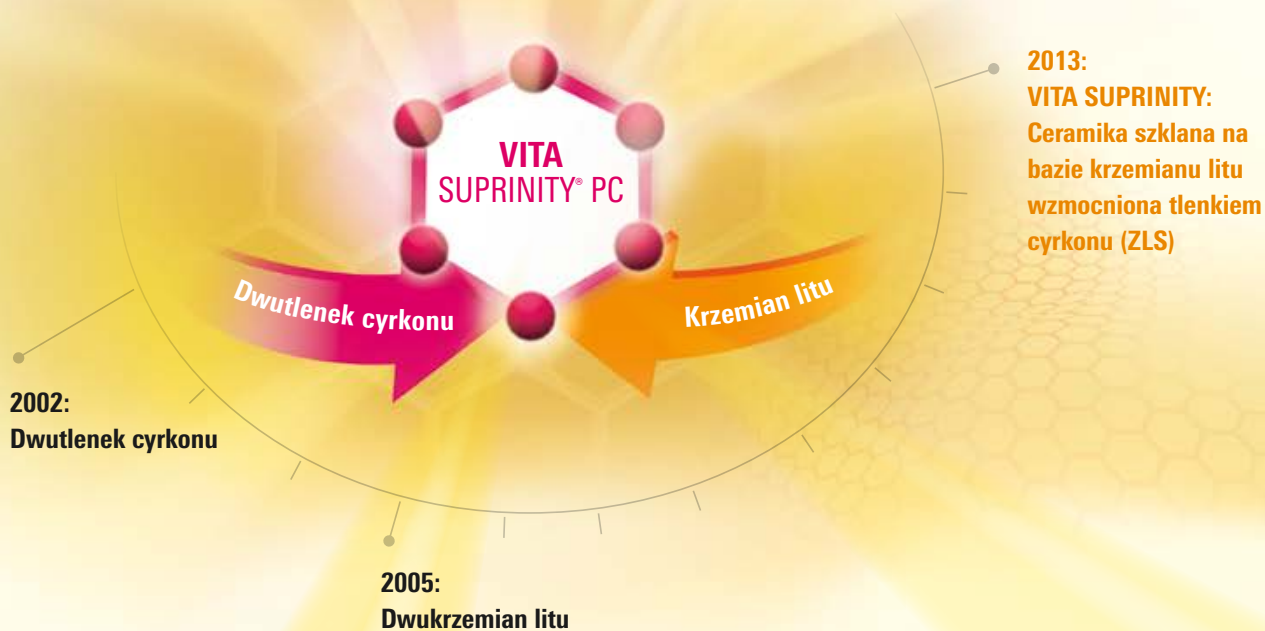 VITA
SUPRINITY® PC
Dwutlenek cyrkonu
Krzemian litu
2002:
Dwutlenek cyrkonu
2005:
Dwukrzemian litu
2013:
VITA SUPRINITY:
Ceramika szklana na
bazie krzemianu litu
wzmocniona tlenkiem
cyrkonu (ZLS)